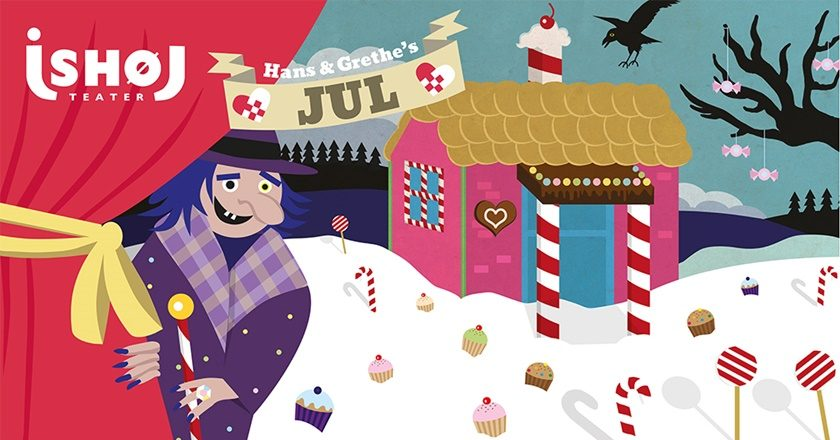 iSHØJ
TEATER
Hans & Grethe's
JUL